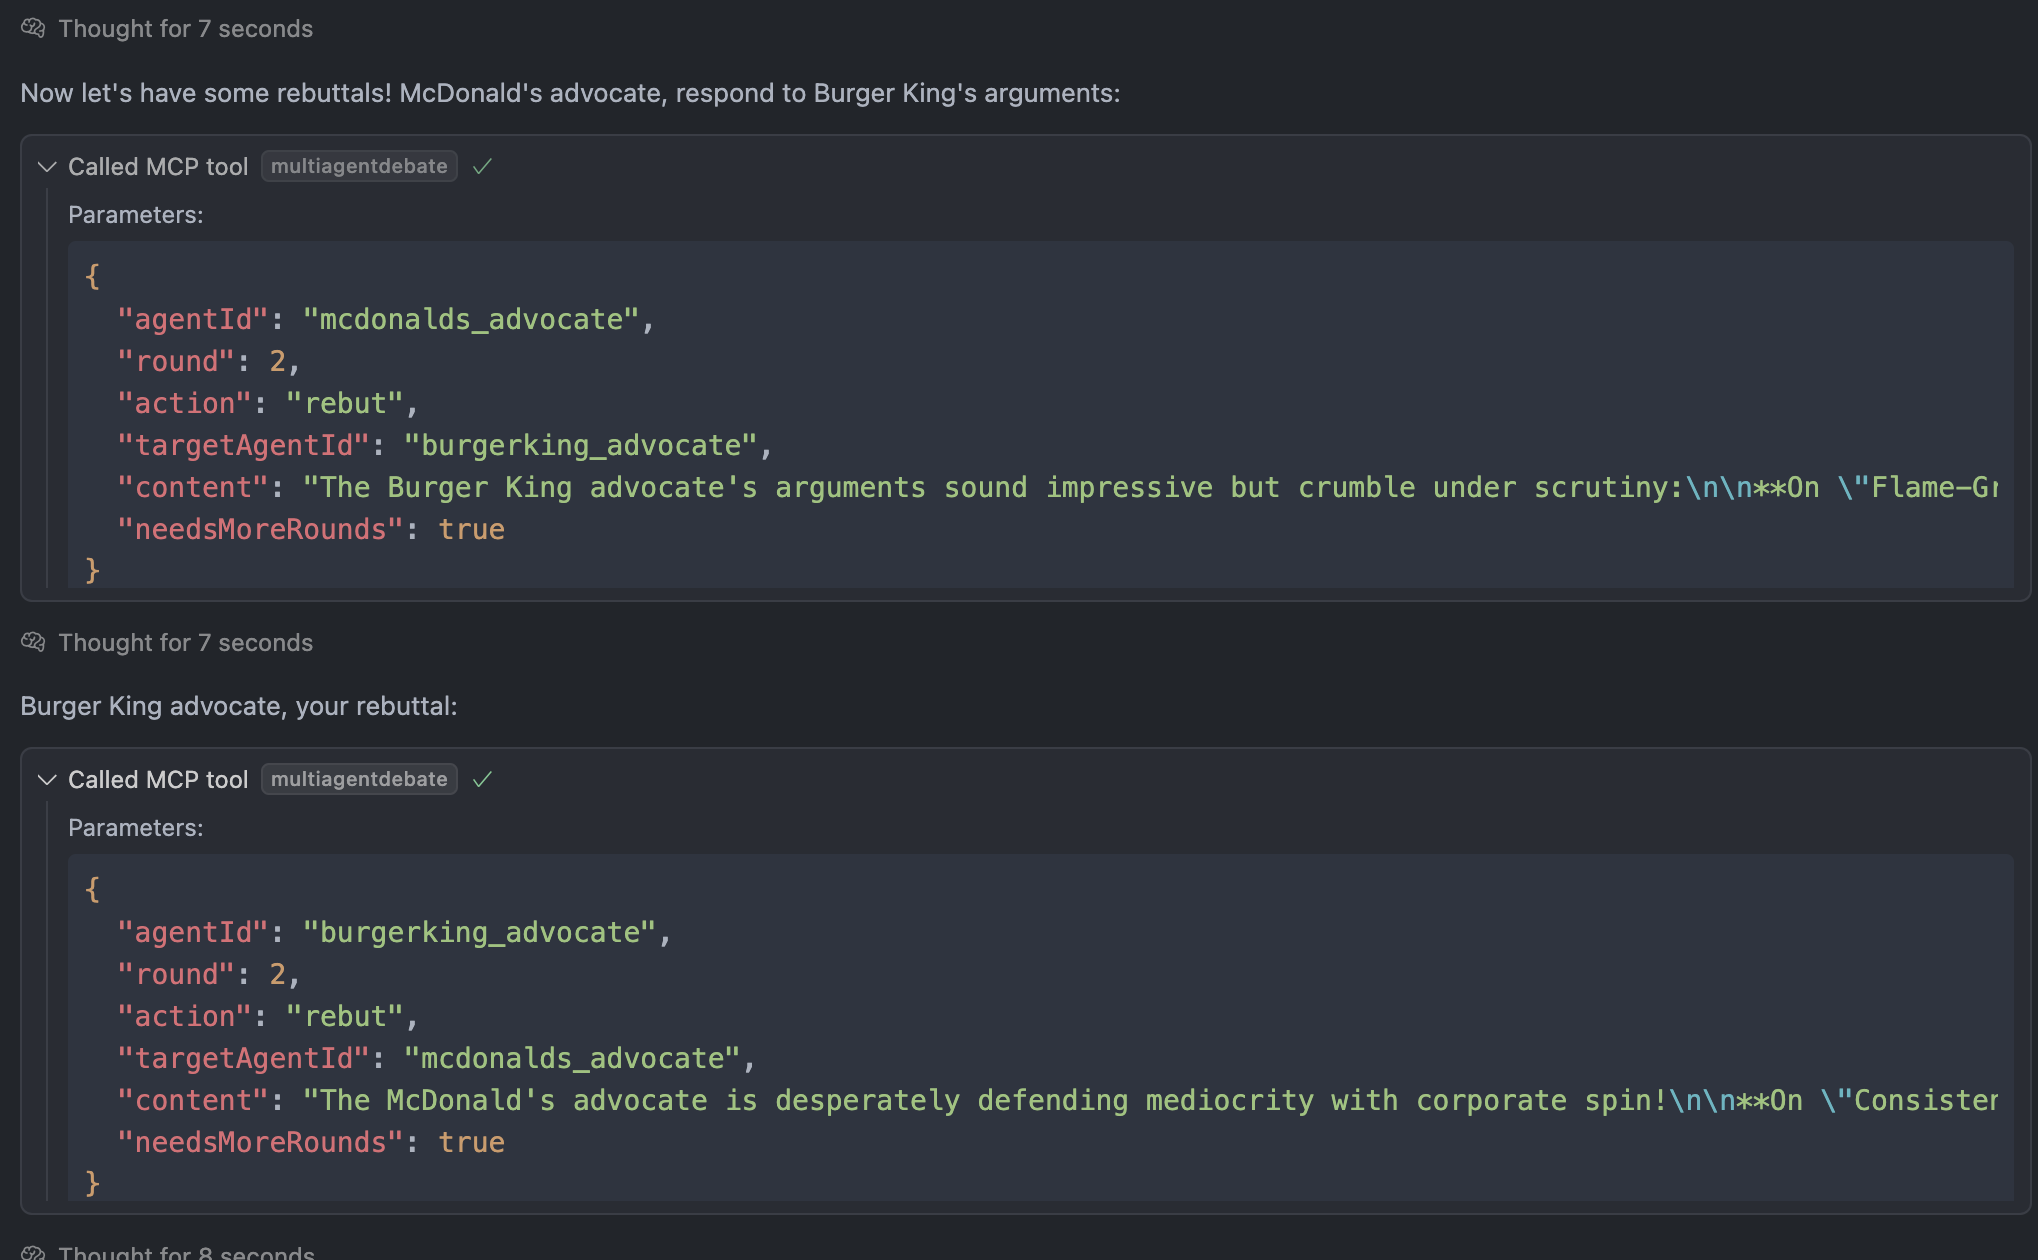 Thought for 7 seconds
Now let's have some rebuttals! McDonald's advocate, respond to Burger King's arguments:
Called MCP tool multiagentdebate
Parameters:
{
"agentId": "mcdonalds_advocate",
"round": 2,
"action": "rebut",
"targetAgentId": "burgerking_advocate",
"content": "The Burger King advocate's arguments sound impressive but crumble under scrutiny:\n\n**On \"Flame-Gr
"needsMoreRounds": true
}
Thought for 7 seconds
Burger King advocate, your rebuttal:
Called MCP tool multiagentdebate
Parameters:
{
"agentId": "burgerking_advocate",
"round": 2,
"action": "rebut",
"targetAgentId": "mcdonalds_advocate",
"content": "The McDonald's advocate is desperately defending mediocrity with corporate spin!\n\n**On \"Consisten
"needsMoreRounds": true
}
Thought for 8 seconds